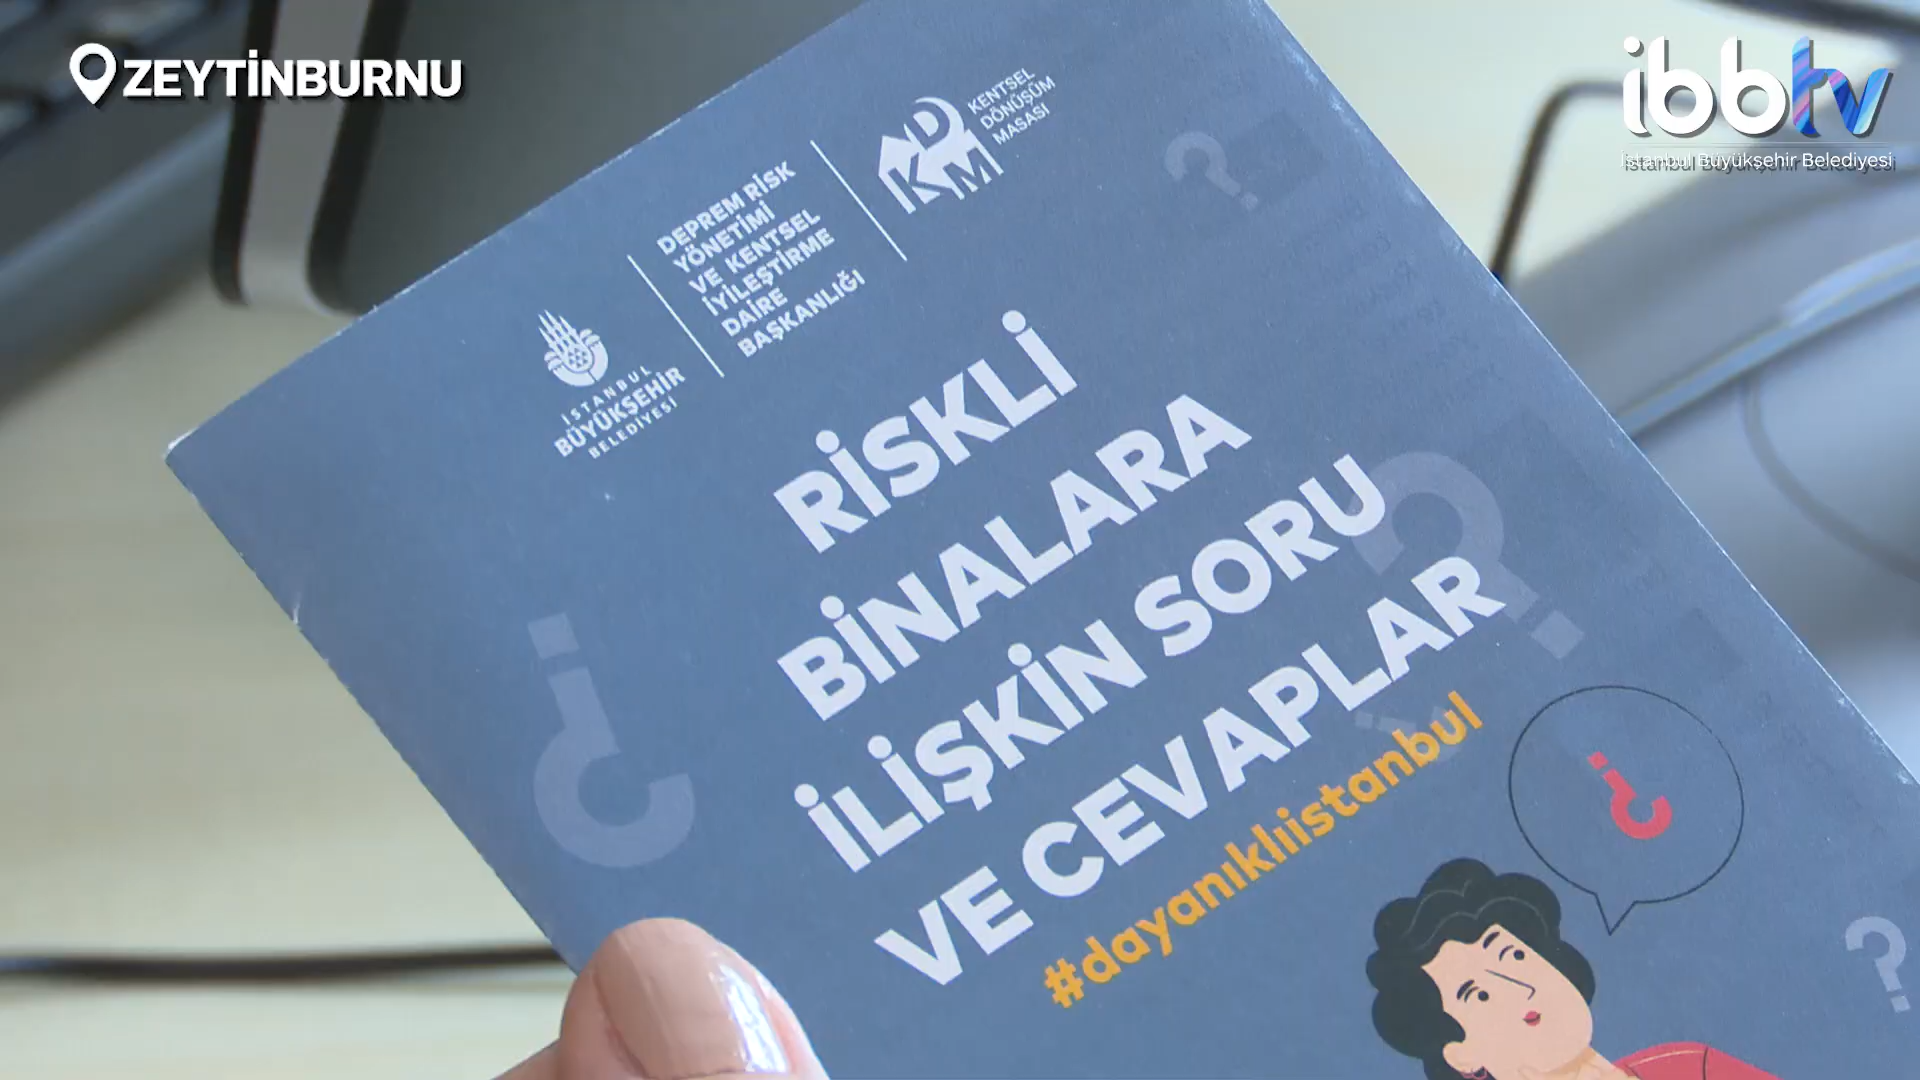 ZEYTİNBURNU
ibbtv
İstanbul Büyükşehir Belediyesi
İSTANBUL
BÜYÜKŞEHİR
BELEDİYESİ
DEPREM RİSK
YÖNETİMİ
VE KENTSEL
İYİLEŞTİRME
DAİRE
BAŞKANLIĞI
KDM
KENTSEL
DÖNÜŞÜM
MASASI
RİSKLİ
BİNALARA
İLİŞKİN SORU
VE CEVAPLAR
#dayanıklıistanbul